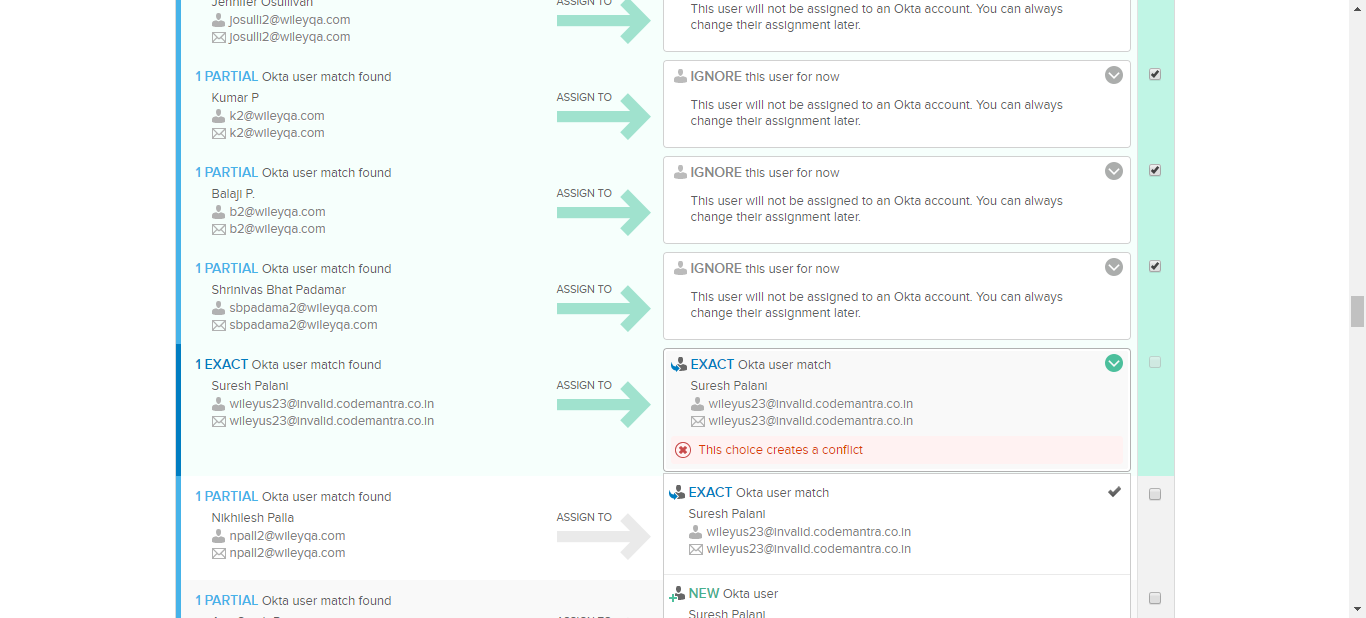 Jennifer Osullivan
josulli2@wileyqa.com
josulli2@wileyqa.com
ASSIGN TO
This user will not be assigned to an Okta account. You can always
change their assignment later.
1 PARTIAL Okta user match found
Kumar P
k2@wileyqa.com
k2@wileyqa.com
ASSIGN TO
IGNORE this user for now
This user will not be assigned to an Okta account. You can always
change their assignment later.
1 PARTIAL Okta user match found
Balaji P.
b2@wileyqa.com
b2@wileyqa.com
ASSIGN TO
IGNORE this user for now
This user will not be assigned to an Okta account. You can always
change their assignment later.
1 PARTIAL Okta user match found
Shrinivas Bhat Padamar
sbpadama2@wileyqa.com
sbpadama2@wileyqa.com
ASSIGN TO
IGNORE this user for now
This user will not be assigned to an Okta account. You can always
change their assignment later.
1 EXACT Okta user match found
Suresh Palani
wileyus23@invalid.codemantra.co.in
wileyus23@invalid.codemantra.co.in
ASSIGN TO
EXACT Okta user match
Suresh Palani
wileyus23@invalid.codemantra.co.in
wileyus23@invalid.codemantra.co.in
This choice creates a conflict
1 PARTIAL Okta user match found
Nikhilesh Palla
npall2@wileyqa.com
npall2@wileyqa.com
ASSIGN TO
EXACT Okta user match
Suresh Palani
wileyus23@invalid.codemantra.co.in
wileyus23@invalid.codemantra.co.in
1 PARTIAL Okta user match found
ASSIGN TO
NEW Okta user
Suresh Palani